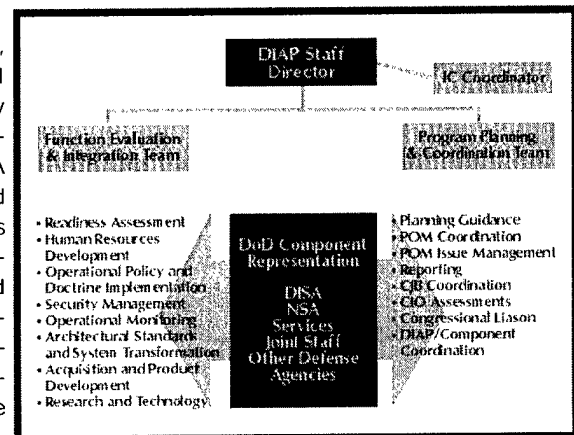 DIAP Staff
Director
IC Coordinator
Function Evaluation
& Integration Team
Program Planning
& Coordination Team
• Readiness Assessment
• Human Resources
Development
• Operational Policy and
Doctrine Implementation
• Security Management
• Operational Monitoring
• Architectural Standards
and System Transformation
• Acquisition and Product
Development
• Research and Technology
DoD Component
Representation
DISA
NSA
Services
Joint Staff
Other Defense
Agencies
• Planning Guidance
• POM Coordination
• POM Issue Management
• Reporting
• CJB Coordination
• CIO Assessments
• Congressional Liason
• DIAP/Component
Coordination